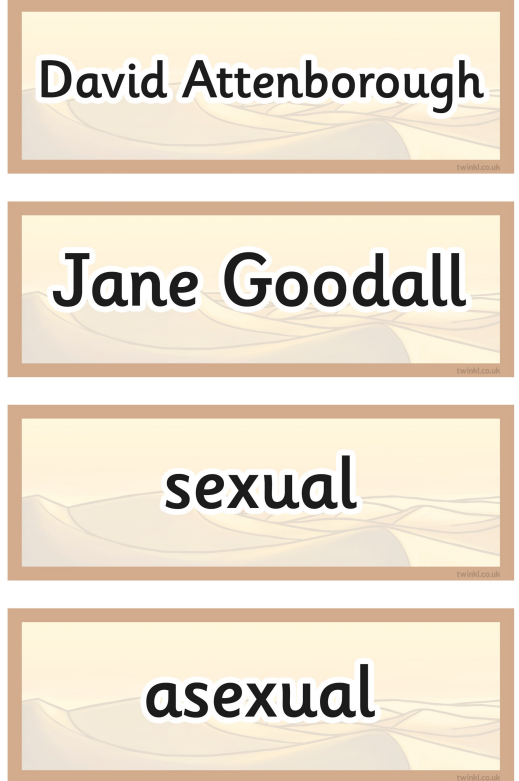 David Attenborough
twinkl.co.uk
Jane Goodall
twinkl.co.uk
sexual
twinkl.co.uk
asexual
twinkl.co.uk